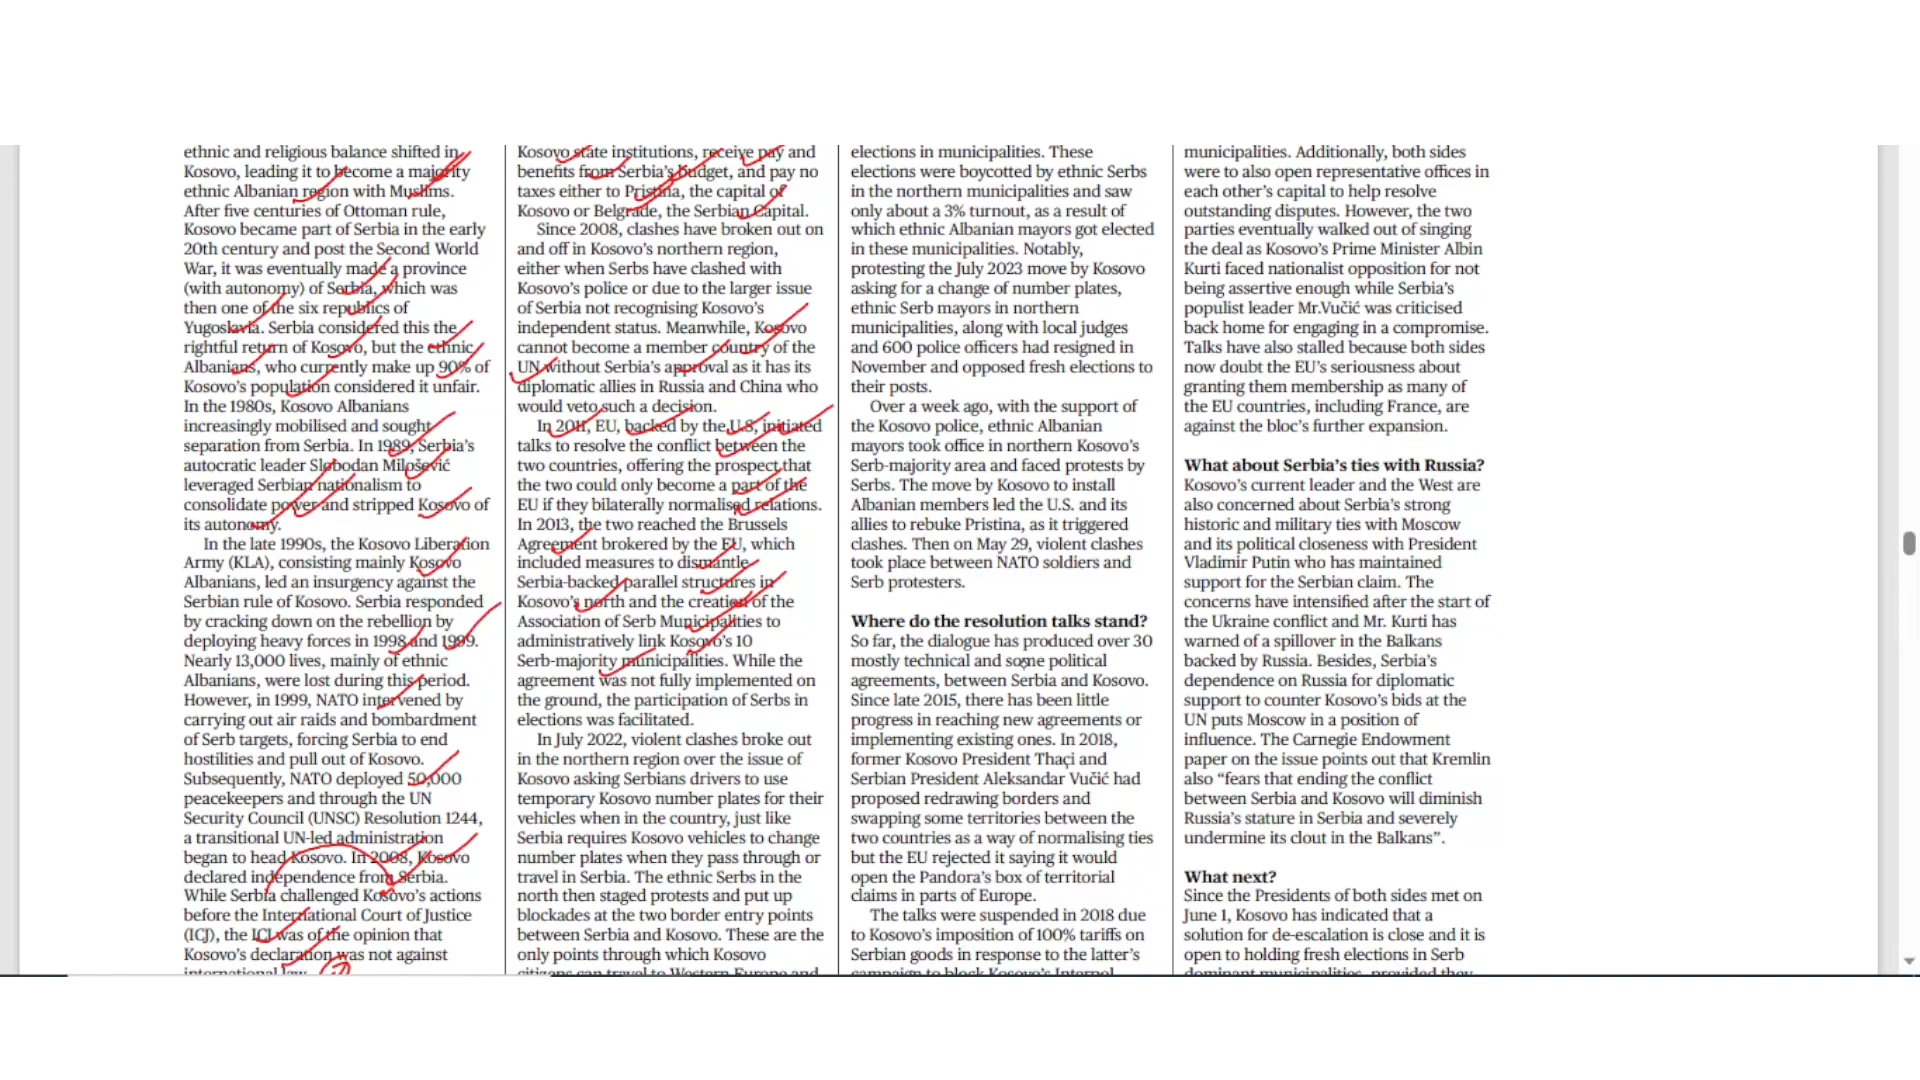 ethnic and religious balance shifted in
Kosovo, leading it to become a majority
ethnic Albanian region with Muslims.
After five centuries of Ottoman rule,
Kosovo became part of Serbia in the early
20th century and post the Second World
War, it was eventually made a province
(with autonomy) of Serbia, which was
then one of the six republics of
Yugoslavia. Serbia considered this the
rightful return of Kosovo, but the ethnic
Albanians, who currently make up 90% of
Kosovo's population considered it unfair.
In the 1980s, Kosovo Albanians
increasingly mobilised and sought
separation from Serbia. In 1989, Serbia's
autocratic leader Slobodan Milošević
leveraged Serbian nationalism to
consolidate power and stripped Kosovo of
its autonomy.
In the late 1990s, the Kosovo Liberation
Army (KLA), consisting mainly Kosovo
Albanians, led an insurgency against the
Serbian rule of Kosovo. Serbia responded
by cracking down on the rebellion by
deploying heavy forces in 1998 and 1999.
Nearly 13,000 lives, mainly of ethnic
Albanians, were lost during this period.
However, in 1999, NATO intervened by
carrying out air raids and bombardment
of Serb targets, forcing Serbia to end
hostilities and pull out of Kosovo.
Subsequently, NATO deployed 50,000
peacekeepers and through the UN
Security Council (UNSC) Resolution 1244,
a transitional UN-led administration
began to head Kosovo. In 2008, Kosovo
declared independence from Serbia.
While Serbia challenged Kosovo's actions
before the International Court of Justice
(ICJ), the ICJ was of the opinion that
Kosovo's declaration was not against
international law.
Kosovo state institutions, receive pay and
benefits from Serbia's budget, and pay no
taxes either to Pristina, the capital of
Kosovo or Belgrade, the Serbian Capital.
Since 2008, clashes have broken out on
and off in Kosovo's northern region,
either when Serbs have clashed with
Kosovo's police or due to the larger issue
of Serbia not recognising Kosovo's
independent status. Meanwhile, Kosovo
cannot become a member country of the
UN without Serbia's approval as it has its
diplomatic allies in Russia and China who
would veto such a decision.
In 2011, EU, backed by the U.S, initiated
talks to resolve the conflict between the
two countries, offering the prospect that
the two could only become a part of the
EU if they bilaterally normalised relations.
In 2013, the two reached the Brussels
Agreement brokered by the EU, which
included measures to dismantle
Serbia-backed parallel structures in
Kosovo's north and the creation of the
Association of Serb Municipalities to
administratively link Kosovo's 10
Serb-majority municipalities. While the
agreement was not fully implemented on
the ground, the participation of Serbs in
elections was facilitated.
In July 2022, violent clashes broke out
in the northern region over the issue of
Kosovo asking Serbians drivers to use
temporary Kosovo number plates for their
vehicles when in the country, just like
Serbia requires Kosovo vehicles to change
number plates when they pass through or
travel in Serbia. The ethnic Serbs in the
north then staged protests and put up
blockades at the two border entry points
between Serbia and Kosovo. These are the
only points through which Kosovo
citizens can travel to Western Europe and
elections in municipalities. These
elections were boycotted by ethnic Serbs
in the northern municipalities and saw
only about a 3% turnout, as a result of
which ethnic Albanian mayors got elected
in these municipalities. Notably,
protesting the July 2023 move by Kosovo
asking for a change of number plates,
ethnic Serb mayors in northern
municipalities, along with local judges
and 600 police officers had resigned in
November and opposed fresh elections to
their posts.
Over a week ago, with the support of
the Kosovo police, ethnic Albanian
mayors took office in northern Kosovo's
Serb-majority area and faced protests by
Serbs. The move by Kosovo to install
Albanian members led the U.S. and its
allies to rebuke Pristina, as it triggered
clashes. Then on May 29, violent clashes
took place between NATO soldiers and
Serb protesters.
Where do the resolution talks stand?
So far, the dialogue has produced over 30
mostly technical and some political
agreements, between Serbia and Kosovo.
Since late 2015, there has been little
progress in reaching new agreements or
implementing existing ones. In 2018,
former Kosovo President Thaçi and
Serbian President Aleksandar Vučić had
proposed redrawing borders and
swapping some territories between the
two countries as a way of normalising ties
but the EU rejected it saying it would
open the Pandora's box of territorial
claims in parts of Europe.
The talks were suspended in 2018 due
to Kosovo's imposition of 100% tariffs on
Serbian goods in response to the latter's
campaign to block Kosovo's Interpol
municipalities. Additionally, both sides
were to also open representative offices in
each other's capital to help resolve
outstanding disputes. However, the two
parties eventually walked out of singing
the deal as Kosovo's Prime Minister Albin
Kurti faced nationalist opposition for not
being assertive enough while Serbia's
populist leader Mr.Vučić was criticised
back home for engaging in a compromise.
Talks have also stalled because both sides
now doubt the EU's seriousness about
granting them membership as many of
the EU countries, including France, are
against the bloc's further expansion.
What about Serbia's ties with Russia?
Kosovo's current leader and the West are
also concerned about Serbia's strong
historic and military ties with Moscow
and its political closeness with President
Vladimir Putin who has maintained
support for the Serbian claim. The
concerns have intensified after the start of
the Ukraine conflict and Mr. Kurti has
warned of a spillover in the Balkans
backed by Russia. Besides, Serbia's
dependence on Russia for diplomatic
support to counter Kosovo's bids at the
UN puts Moscow in a position of
influence. The Carnegie Endowment
paper on the issue points out that Kremlin
also "fears that ending the conflict
between Serbia and Kosovo will diminish
Russia's stature in Serbia and severely
undermine its clout in the Balkans".
What next?
Since the Presidents of both sides met on
June 1, Kosovo has indicated that a
solution for de-escalation is close and it is
open to holding fresh elections in Serb
dominant municipalities, provided they